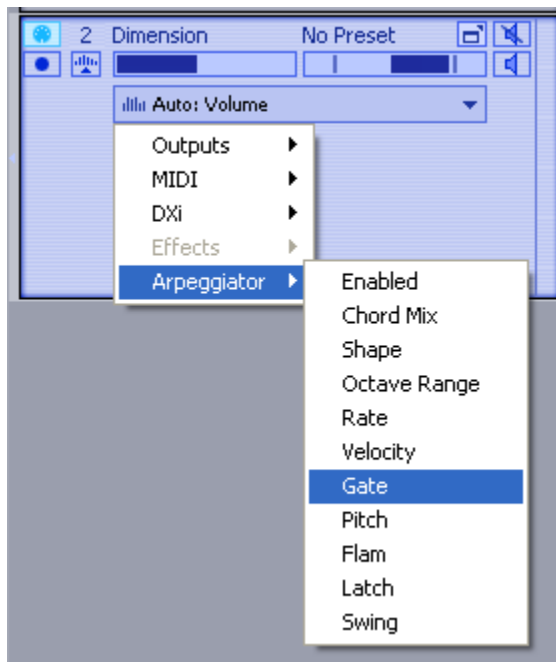 2 Dimension No Preset
Auto: Volume
Outputs
MIDI
DXi
Effects
Arpeggiator
Enabled
Chord Mix
Shape
Octave Range
Rate
Velocity
Gate
Pitch
Flam
Latch
Swing